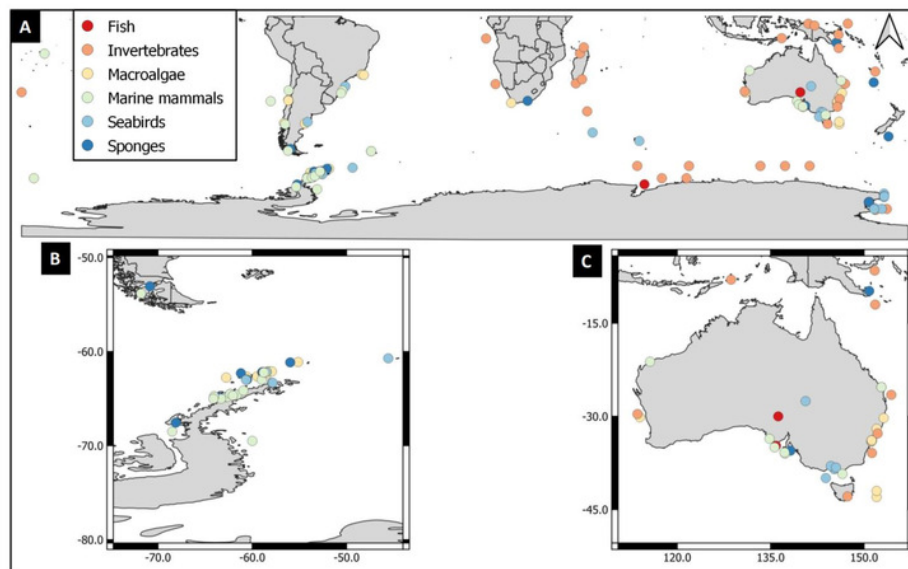 A
Fish
Invertebrates
Macroalgae
Marine mammals
Seabirds
Sponges
B
-50.0
-60.0
-70.0
-80.0
-70.0
-60.0
-50.0
C
-15.0
-30.0
-45.0
120.0
135.0
150.0